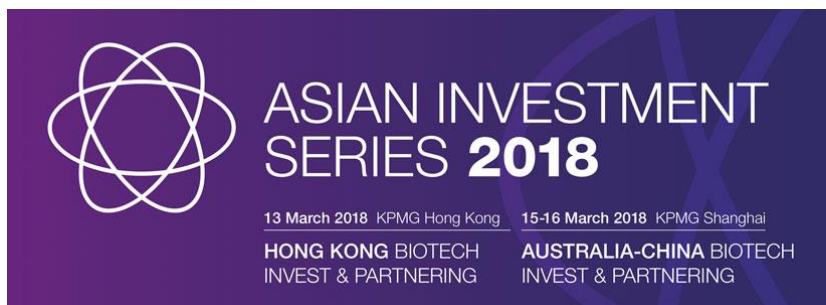 ASIAN INVESTMENT
SERIES 2018
13 March 2018 KPMG Hong Kong
HONG KONG BIOTECH
INVEST & PARTNERING
15-16 March 2018 KPMG Shanghai
AUSTRALIA-CHINA BIOTECH
INVEST & PARTNERING